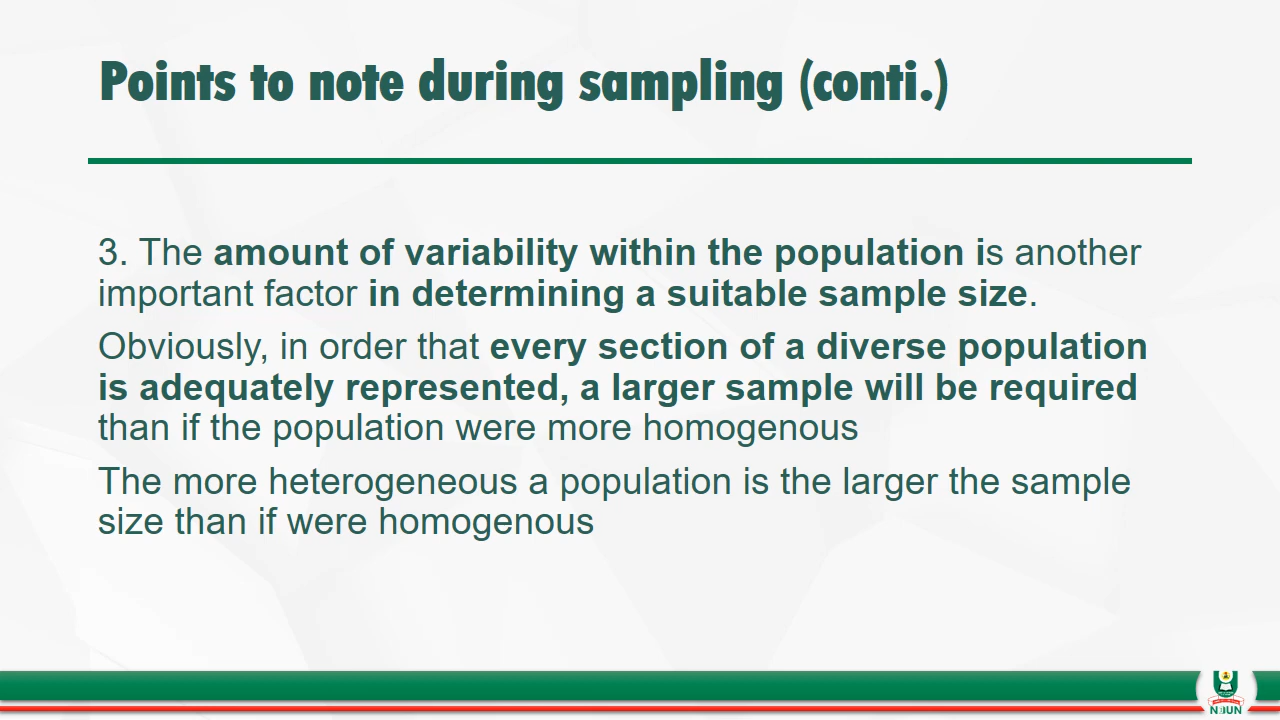 Points to note during sampling (conti.)
3. The amount of variability within the population is another
important factor in determining a suitable sample size.
Obviously, in order that every section of a diverse population
is adequately represented, a larger sample will be required
than if the population were more homogenous
The more heterogeneous a population is the larger the sample
size than if were homogenous
NOUN